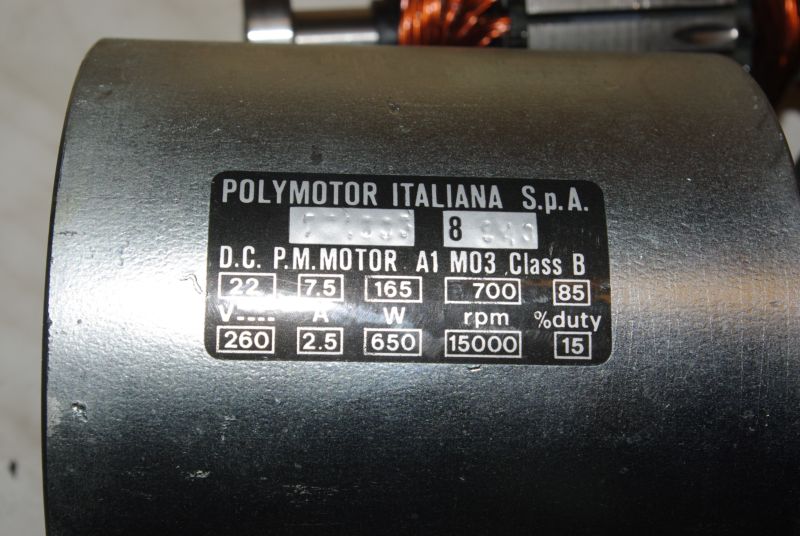 POLYMOTOR ITALIANA S.p.A.
8
D.C. P.M.MOTOR A1 M03 Class B
22 7.5 165 700 85
V---- A W rpm %duty
260 2.5 650 15000 15